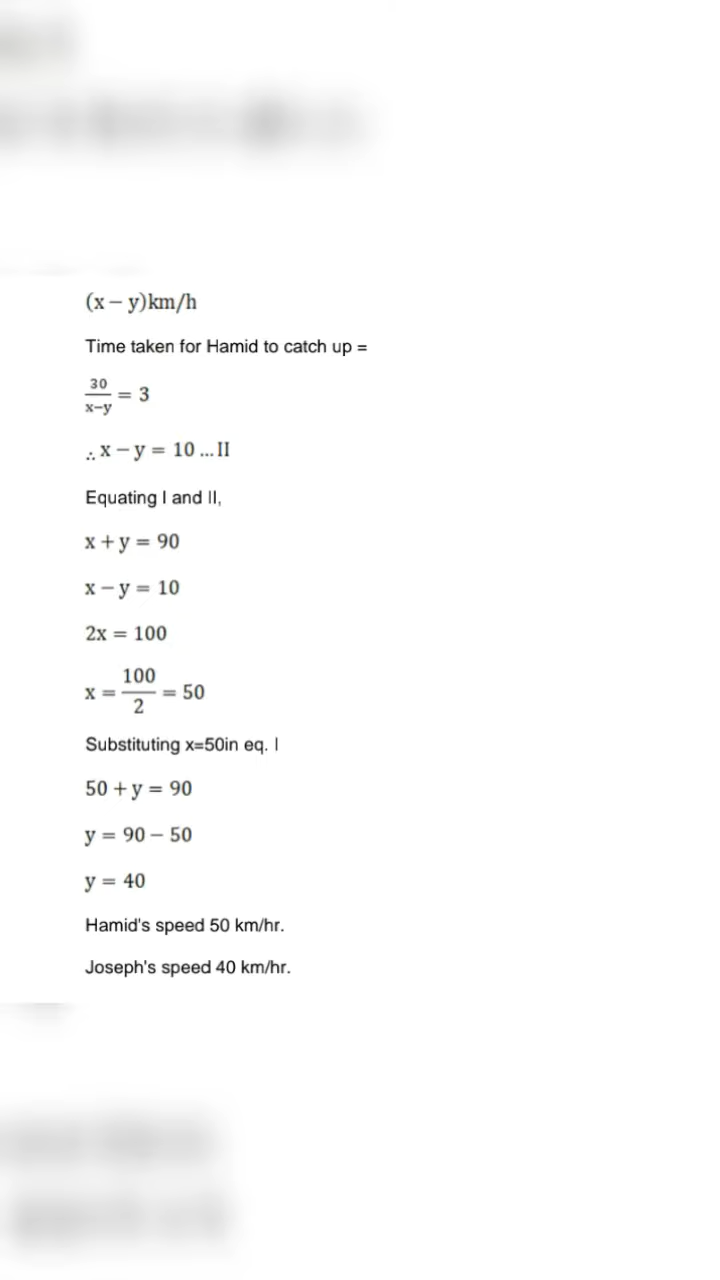 (x − y)km/h
Time taken for Hamid to catch up =
30/x−y = 3
∴ x − y = 10 ... II
Equating I and II,
x + y = 90
x − y = 10
2x = 100
x = 100/2 = 50
Substituting x=50in eq. I
50 + y = 90
y = 90 − 50
y = 40
Hamid's speed 50 km/hr.
Joseph's speed 40 km/hr.